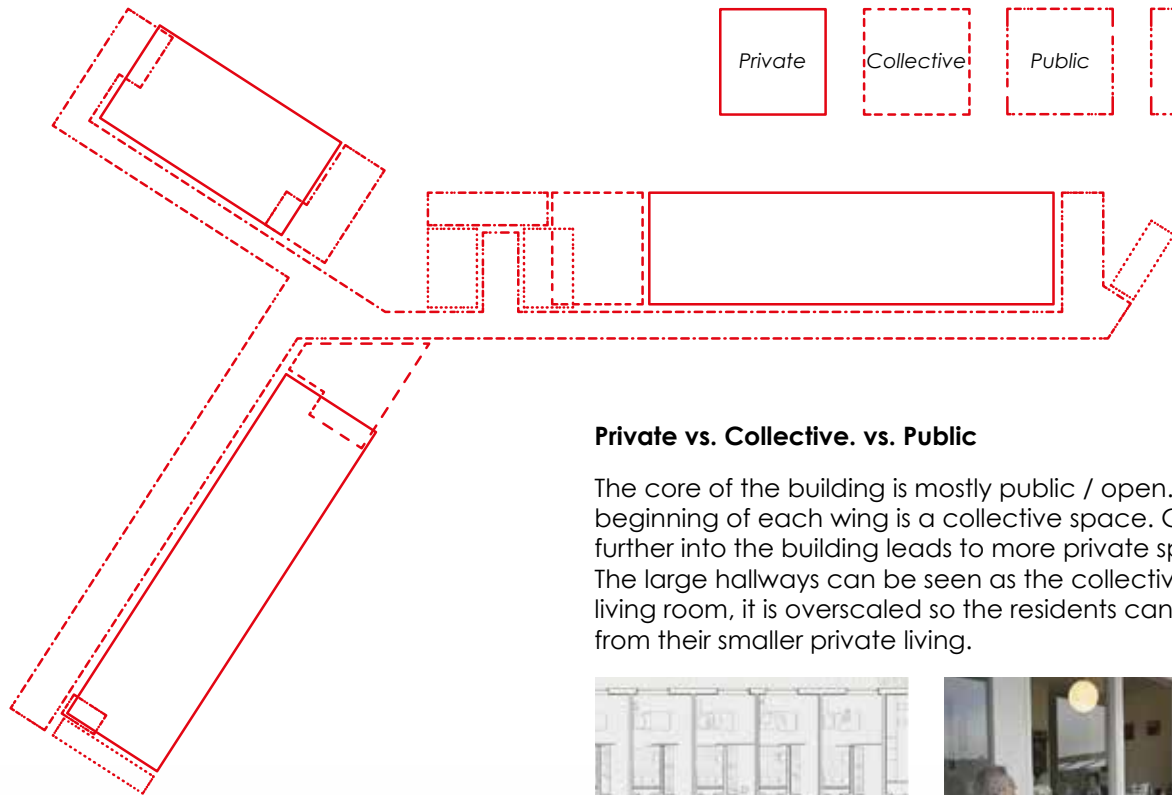 Private
Collective
Public
Private vs. Collective. vs. Public
The core of the building is mostly public / open.
beginning of each wing is a collective space.
further into the building leads to more private
The large hallways can be seen as the
living room, it is overscaled so the residents can
from their smaller private living.